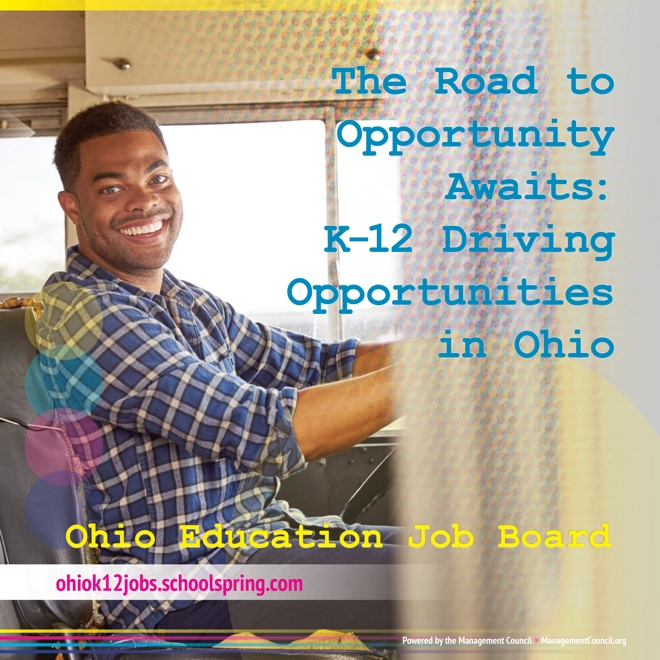 The Road to
Opportunity
Awaits:
K-12 Driving
Opportunities
in Ohio
Ohio Education Job Board
ohiok12jobs.schoolspring.com
Powered by the Management Council • ManagementCouncil.org